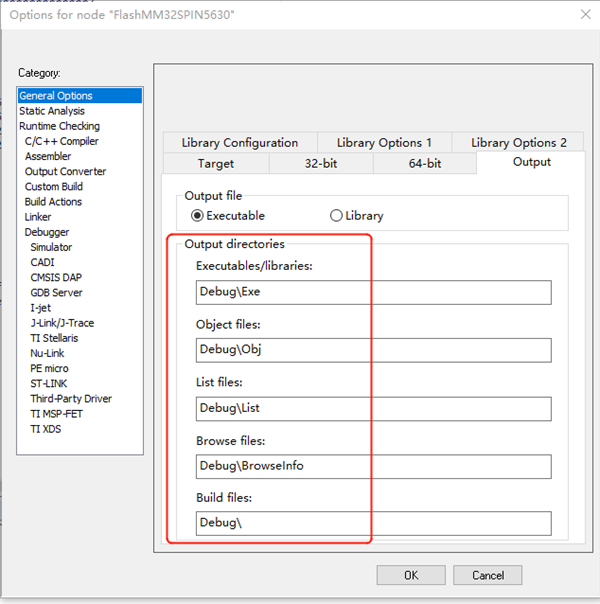 Options for node "FlashMM32SPIN5630"
Category:
General Options
Static Analysis
Runtime Checking
C/C++ Compiler
Assembler
Output Converter
Custom Build
Build Actions
Linker
Debugger
Simulator
CADI
CMSIS DAP
GDB Server
I-jet
J-Link/J-Trace
TI Stellaris
Nu-Link
PE micro
ST-LINK
Third-Party Driver
TI MSP-FET
TI XDS
Library Configuration Library Options 1 Library Options 2
Target 32-bit 64-bit Output
Output file
Executable Library
Output directories
Executables/libraries:
Debug\Exe
Object files:
Debug\Obj
List files:
Debug\List
Browse files:
Debug\BrowseInfo
Build files:
Debug\
OK Cancel